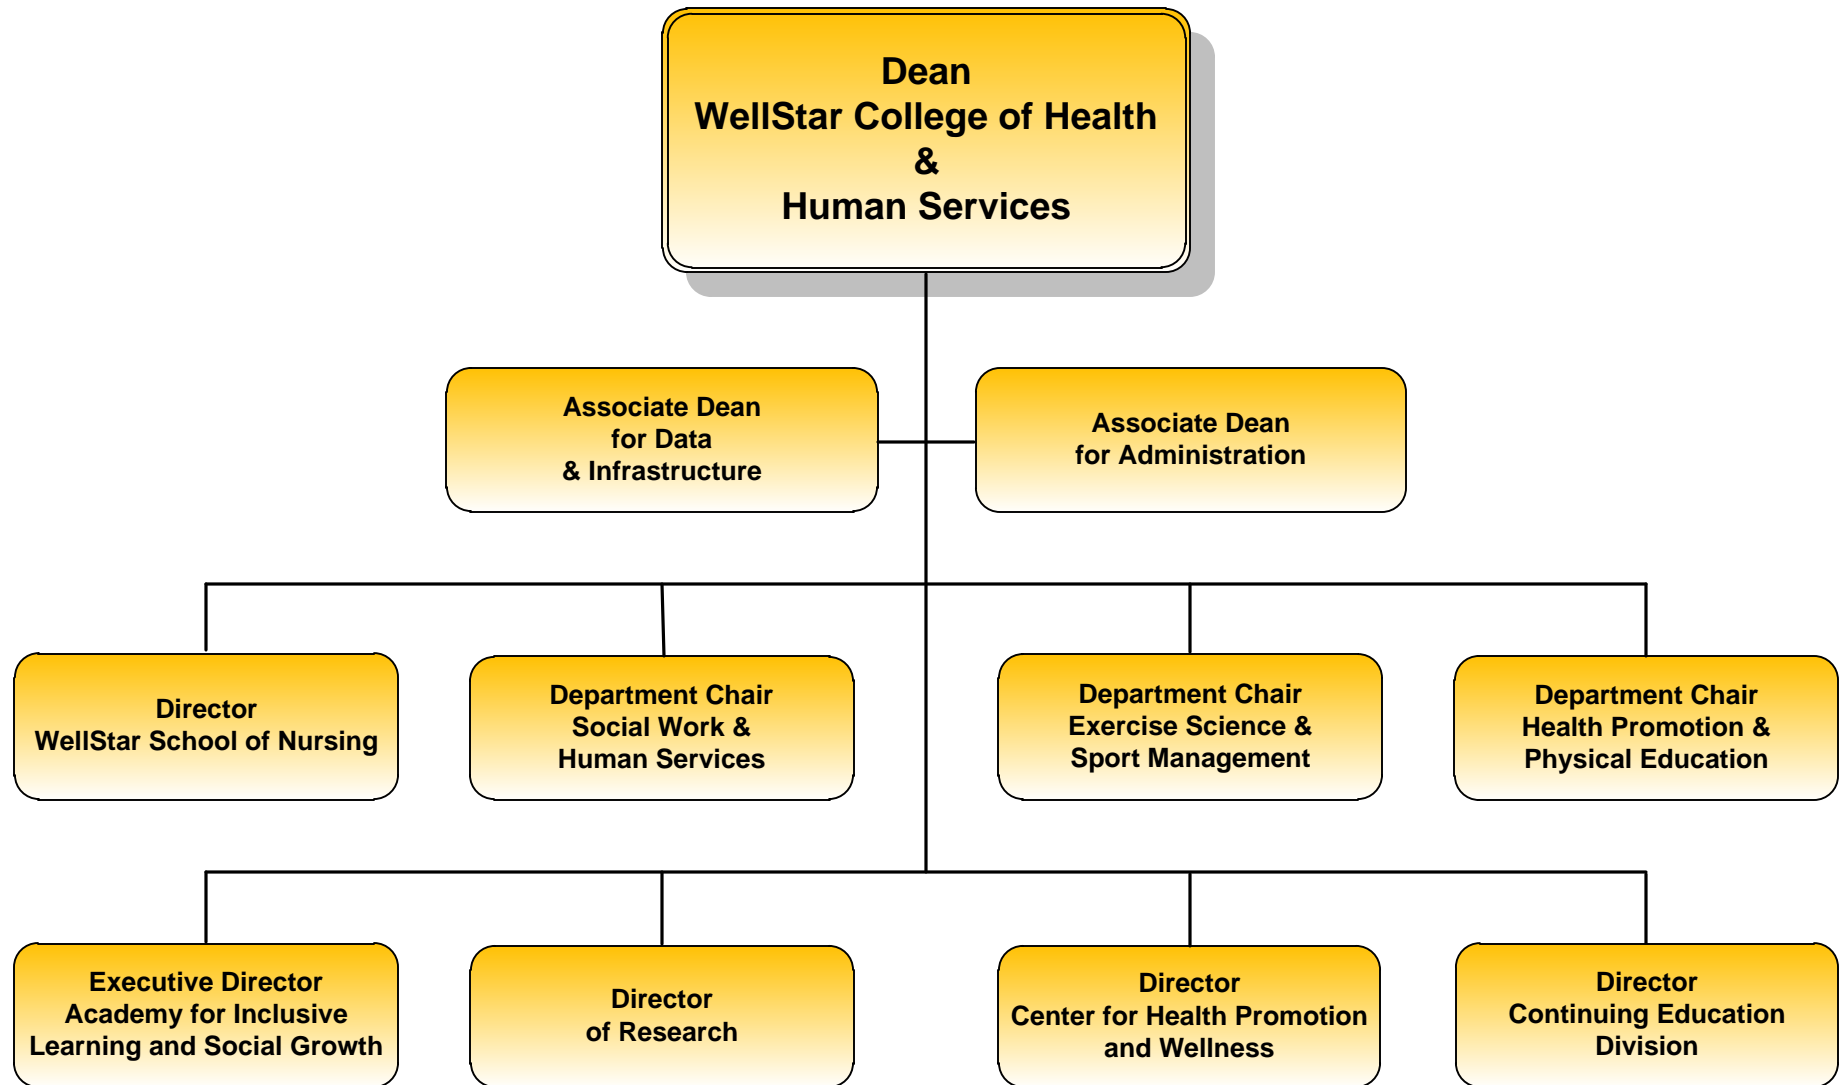 Dean
WellStar College of Health
&
Human Services
Associate Dean
for Data
& Infrastructure
Associate Dean
for Administration
Director
WellStar School of Nursing
Department Chair
Social Work &
Human Services
Department Chair
Exercise Science &
Sport Management
Department Chair
Health Promotion &
Physical Education
Executive Director
Academy for Inclusive
Learning and Social Growth
Director
of Research
Director
Center for Health Promotion
and Wellness
Director
Continuing Education
Division